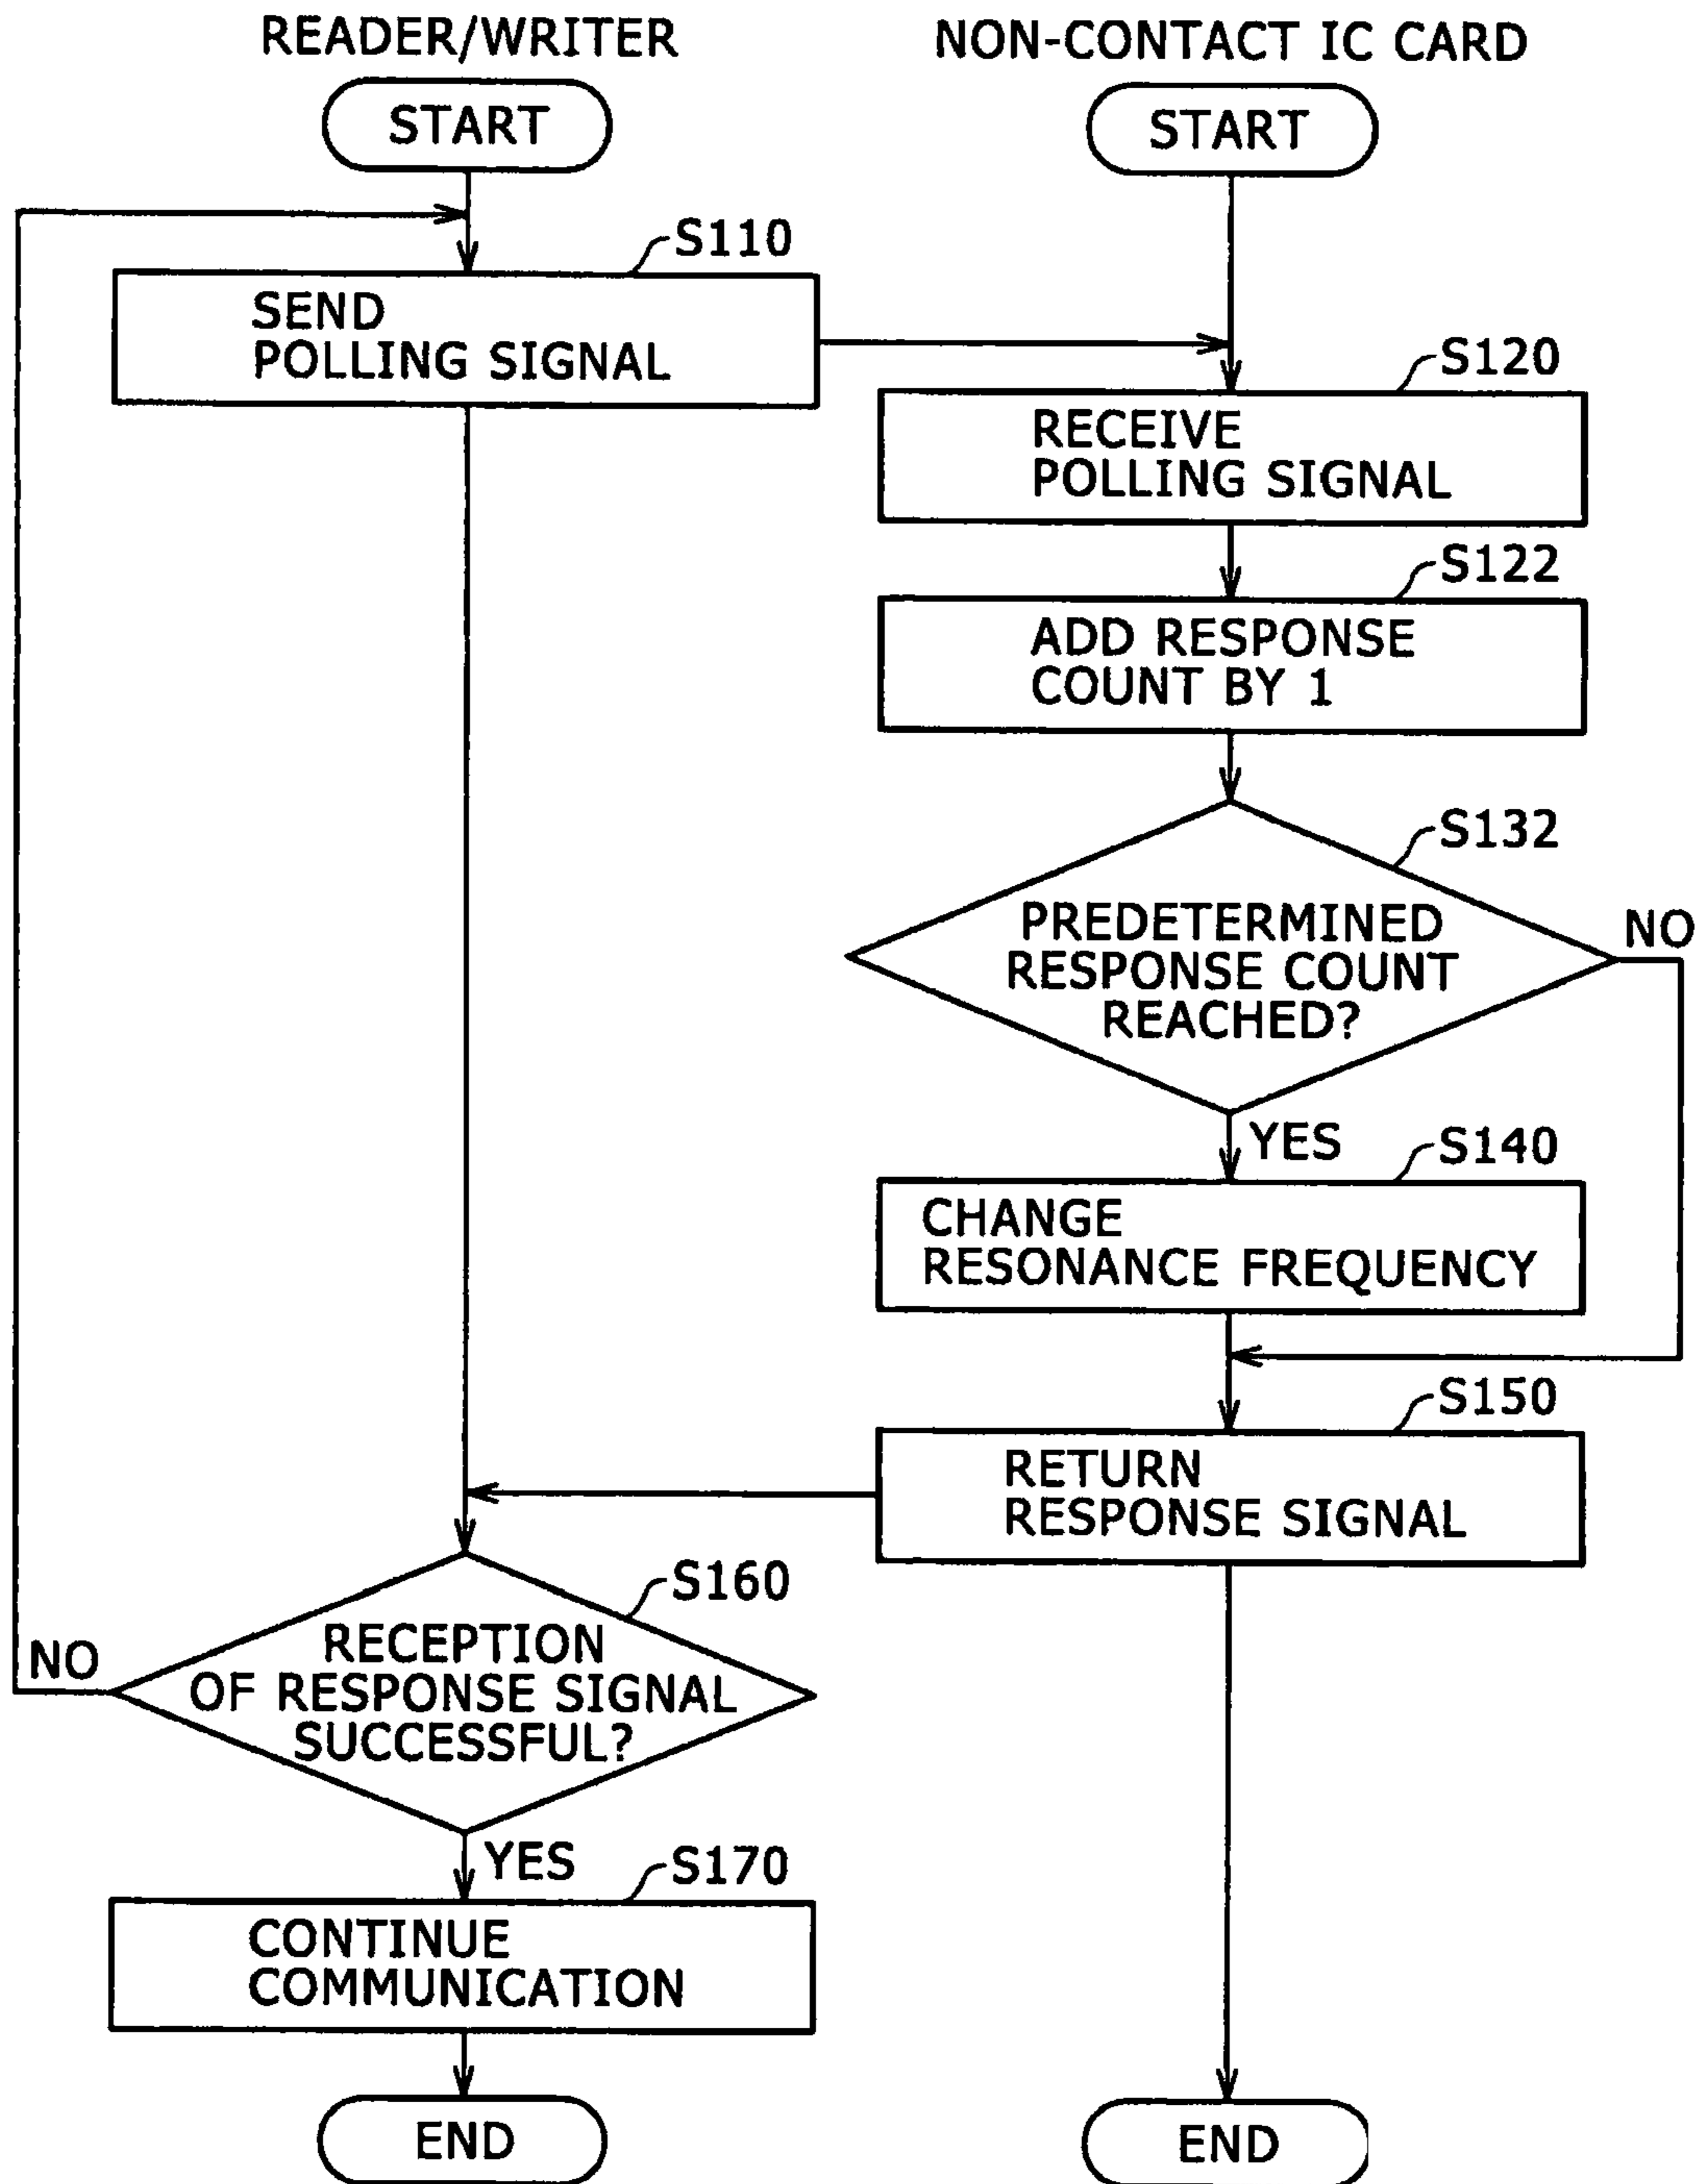 READER/WRITER
NON-CONTACT IC CARD
START
START
S110
SEND
POLLING SIGNAL
S120
RECEIVE
POLLING SIGNAL
S122
ADD RESPONSE
COUNT BY 1
S132
PREDETERMINED
RESPONSE COUNT
REACHED?
NO
YES
S140
CHANGE
RESONANCE FREQUENCY
S150
RETURN
RESPONSE SIGNAL
S160
RECEPTION
OF RESPONSE SIGNAL
SUCCESSFUL?
NO
YES
S170
CONTINUE
COMMUNICATION
END
END